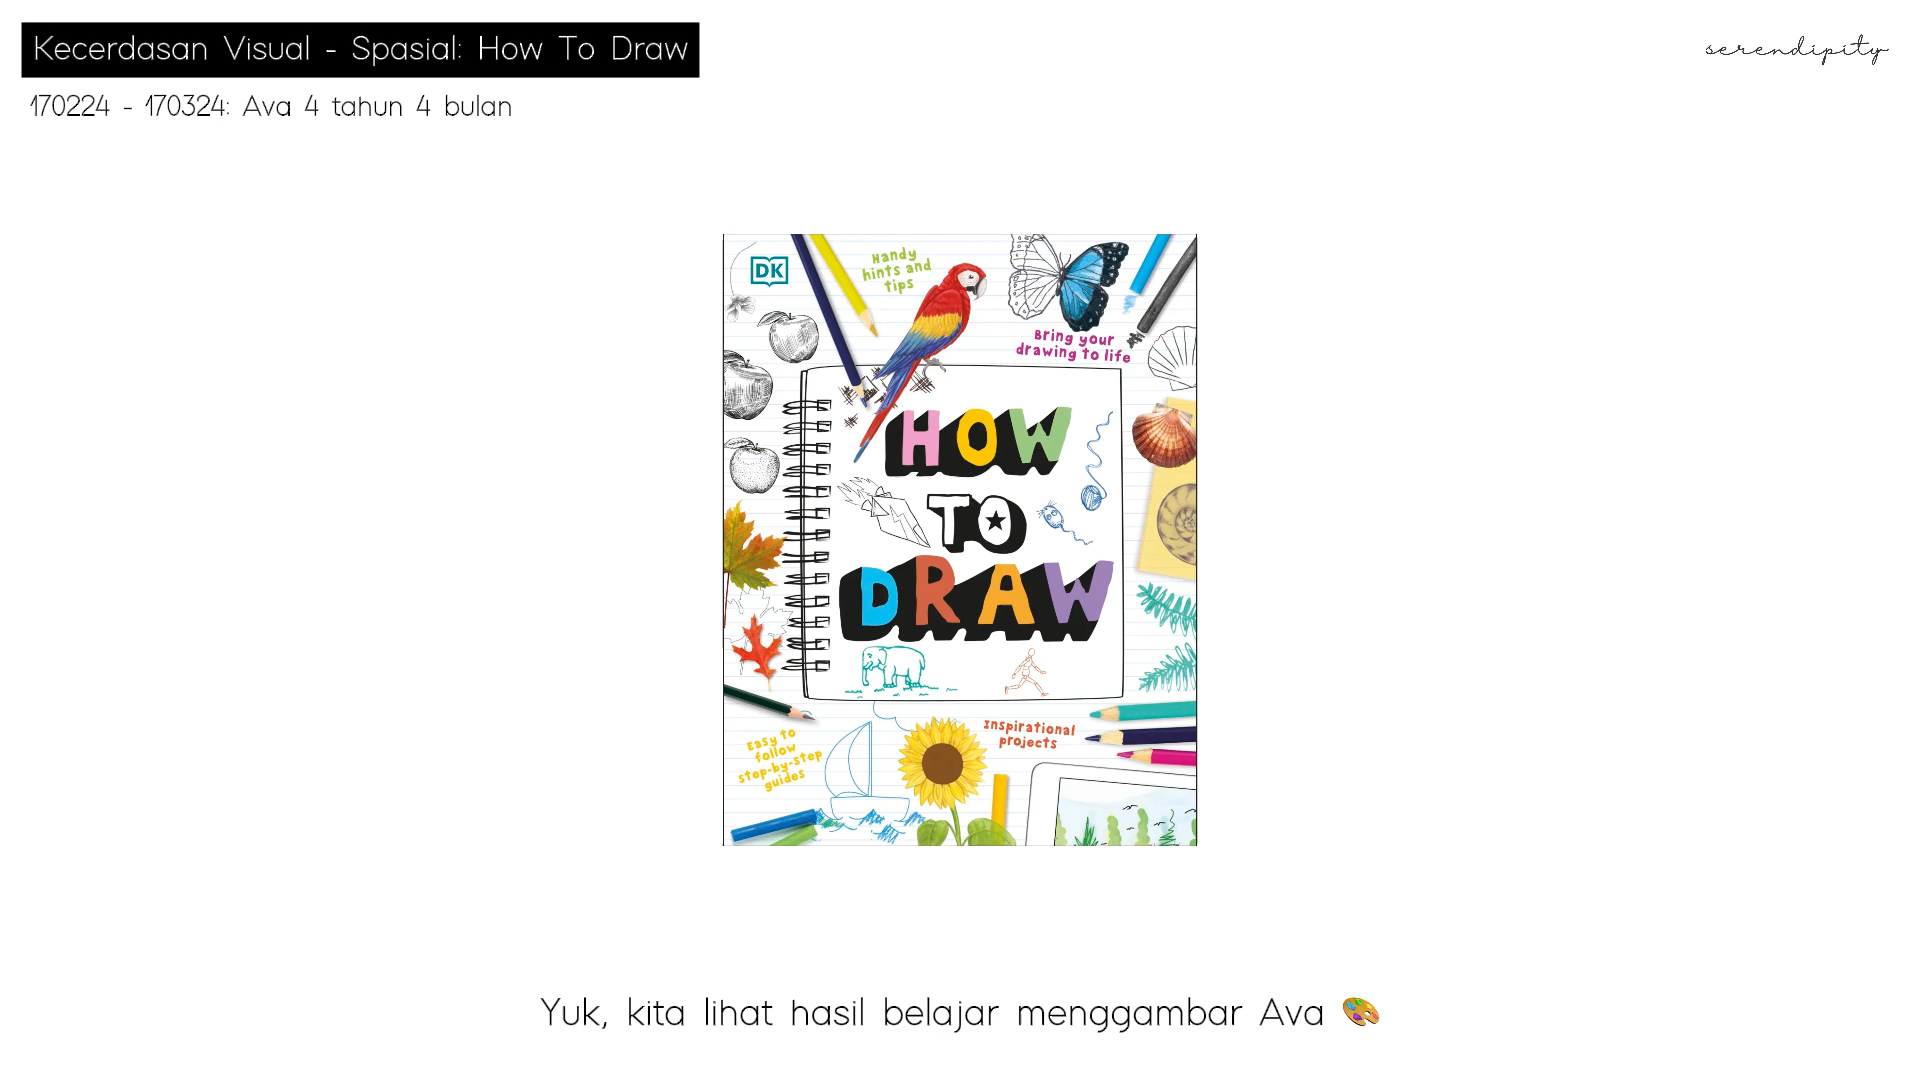 Kecerdasan Visual - Spasial: How To Draw
serendipity
170224 - 170324: Ava 4 tahun 4 bulan
DK
Handy
hints and
tips
Bring your
drawing to life
HOW
TO
DRAW
Easy to
follow
step-by-step
guides
Inspirational
projects
Yuk, kita lihat hasil belajar menggambar Ava 🎨